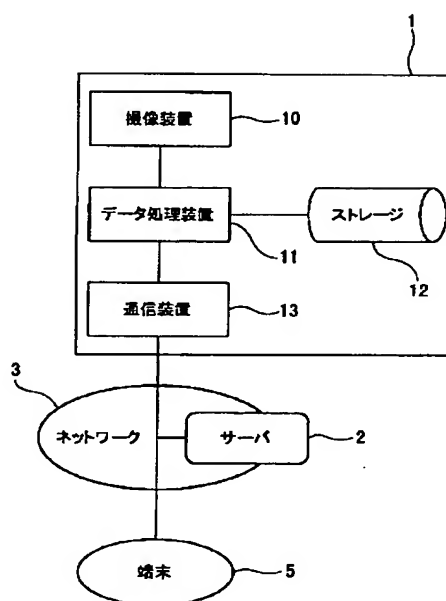 1
撮像装置
10
データ処理装置
11
ストレージ
12
通信装置
13
3
ネットワーク
サーバ
2
端末
5